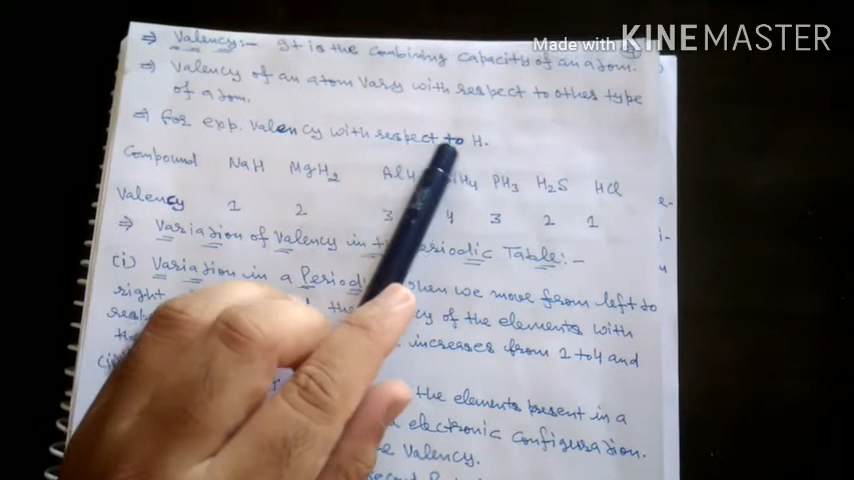 Made with KINEMASTER
⇒ Valency:- It is the combining capacity of an atom.
⇒ Valency of an atom vary with respect to other type
of atom.
⇒ for exp. Valency with respect to H.
Compound NaH MgH2 AlH H4 PH3 H2S HCl
Valency 1 2 3 4 3 2 1
⇒ Variation of Valency in Periodic Table:-
(i) Variation in a Period when we move from left to
right the of the elements with
increases from 1 to 4 and
the elements present in a
electronic configuration.
Valency.